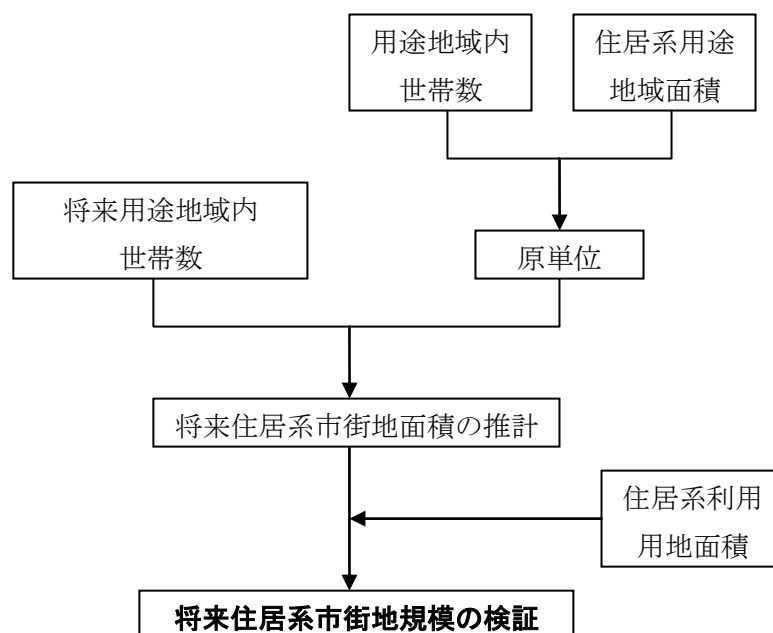 用途地域内
世帯数
住居系用途
地域面積
将来用途地域内
世帯数
原単位
将来住居系市街地面積の推計
住居系利用
用地面積
将来住居系市街地規模の検証